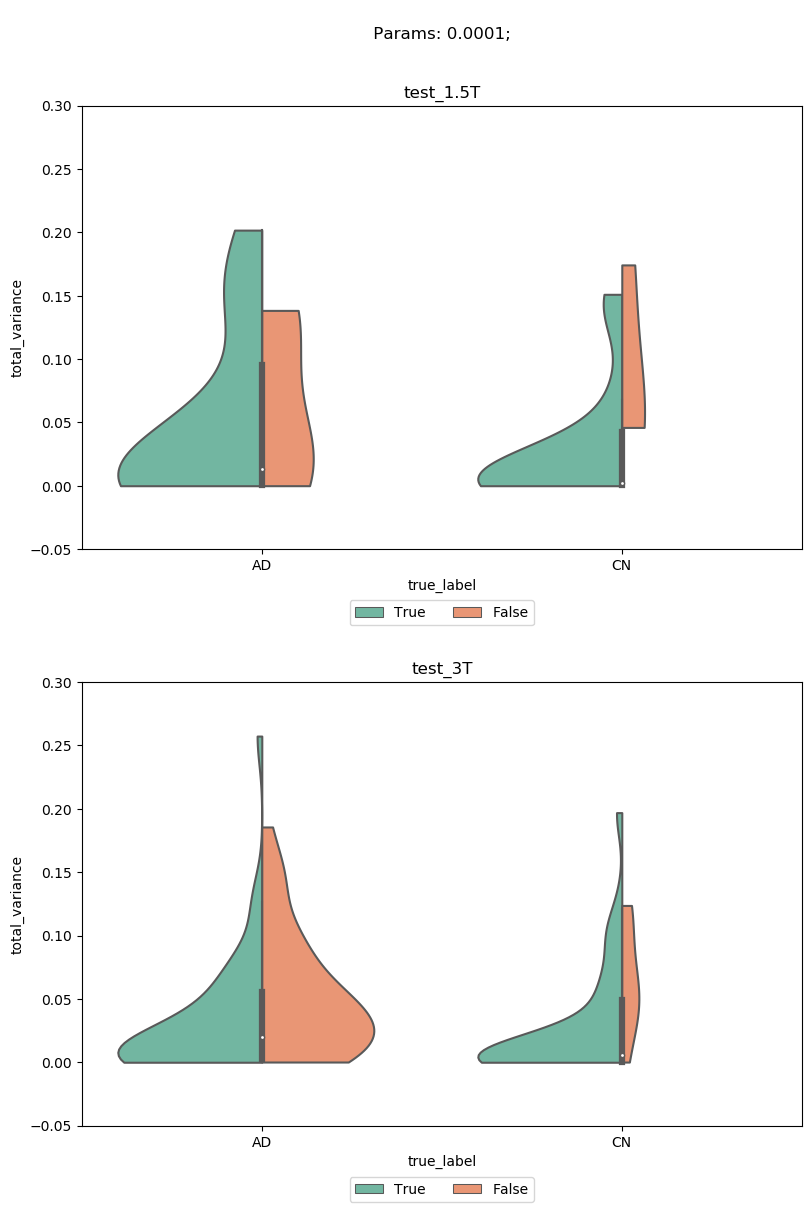 Params: 0.0001;
test_1.5T
0.30
0.25
0.20
0.15
0.10
0.05
0.00
−0.05
total_variance
AD CN
true_label
True False
test_3T
0.30
0.25
0.20
0.15
0.10
0.05
0.00
−0.05
total_variance
AD CN
true_label
True False